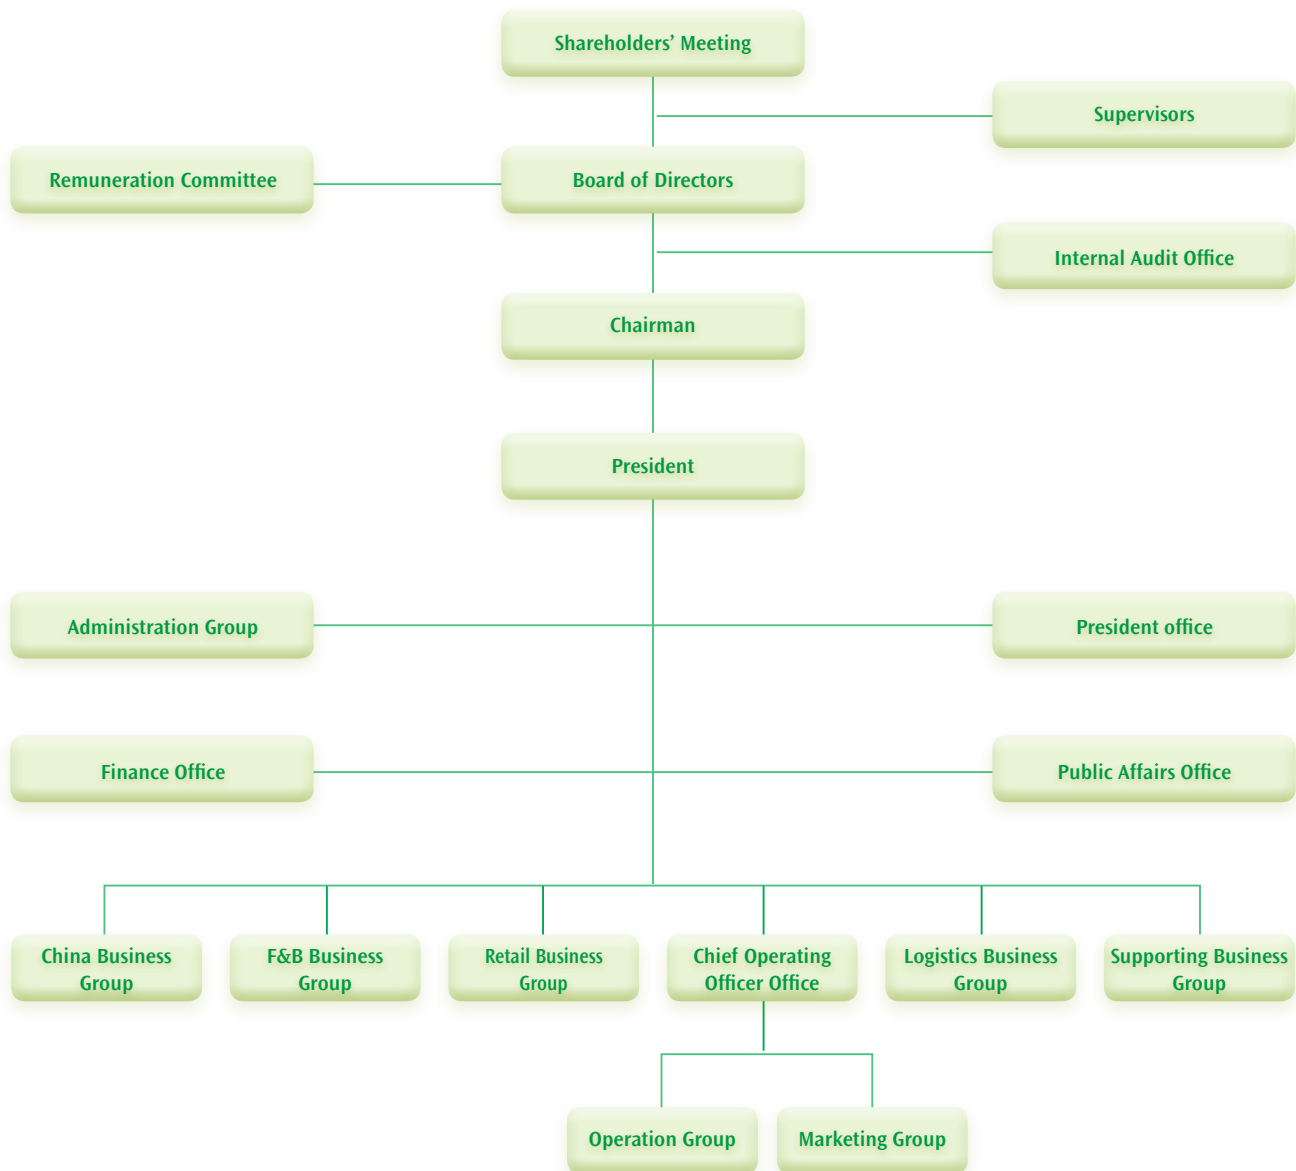 Shareholders’ Meeting
Supervisors
Remuneration Committee
Board of Directors
Internal Audit Office
Chairman
President
Administration Group
President office
Finance Office
Public Affairs Office
China Business
Group
F&B Business
Group
Retail Business
Group
Chief Operating
Officer Office
Logistics Business
Group
Supporting Business
Group
Operation Group
Marketing Group